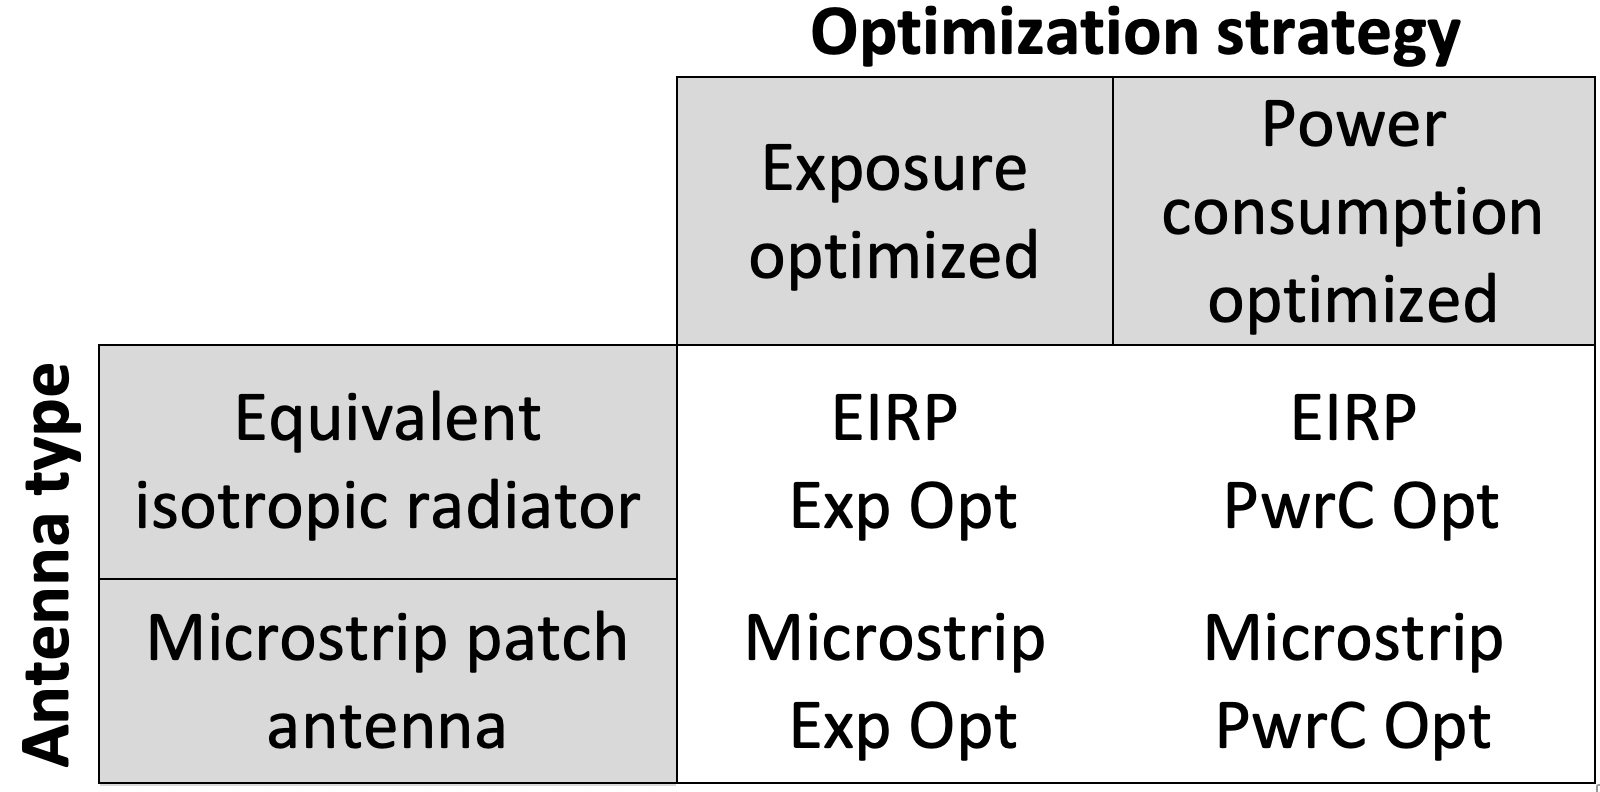 Optimization strategy
Exposure
optimized
Power
consumption
optimized
Antenna type
Equivalent
isotropic radiator
EIRP
Exp Opt
EIRP
PwrC Opt
Microstrip patch
antenna
Microstrip
Exp Opt
Microstrip
PwrC Opt